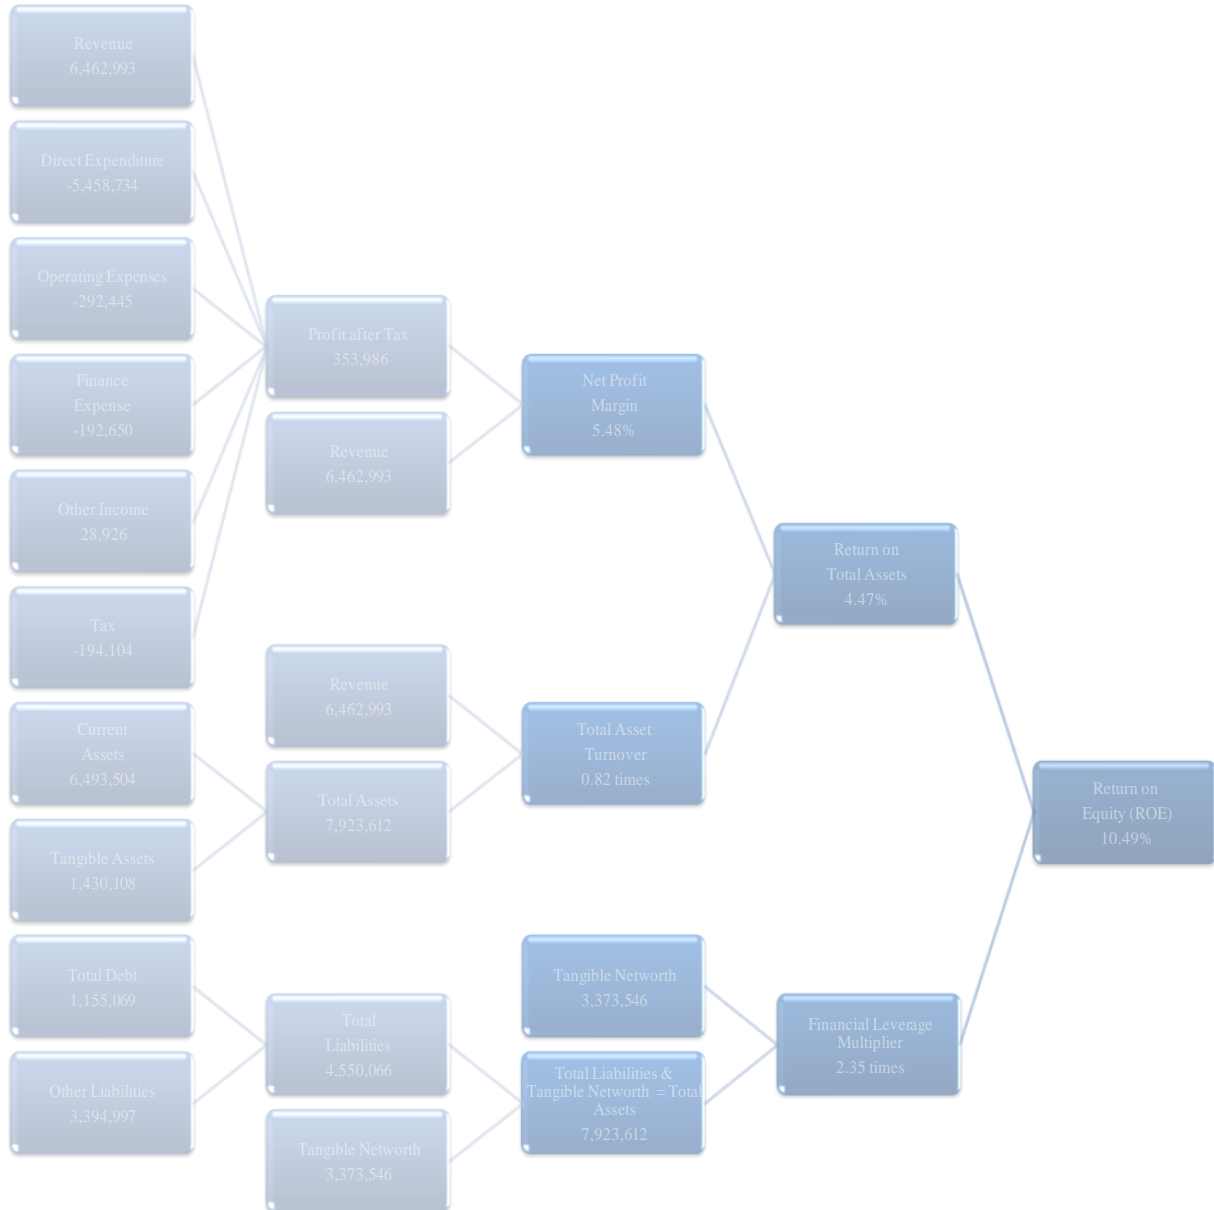 Revenue
6,462,993
Direct Expenditure
-5,458,734
Operating Expenses
-292,445
Finance
Expense
-192,650
Other Income
28,926
Tax
-194,104
Current
Assets
6,493,504
Tangible Assets
1,430,108
Total Debt
1,155,069
Other Liabilities
3,394,997
Profit after Tax
353,986
Revenue
6,462,993
Revenue
6,462,993
Total Assets
7,923,612
Total
Liabilities
4,550,066
Tangible Networth
3,373,546
Net Profit
Margin
5.48%
Total Asset
Turnover
0.82 times
Tangible Networth
3,373,546
Total Liabilities &
Tangible Networth = Total
Assets
7,923,612
Return on
Total Assets
4.47%
Financial Leverage
Multiplier
2.35 times
Return on
Equity (ROE)
10.49%